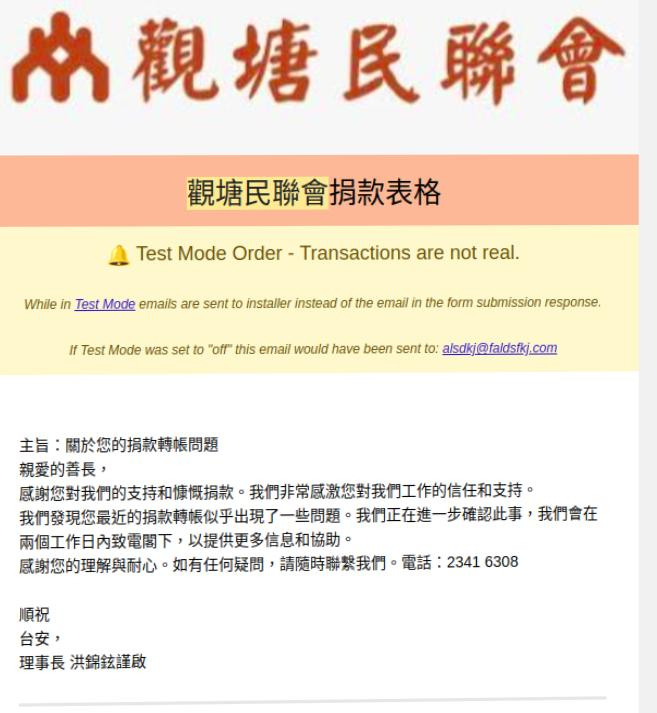 觀塘民聯會
觀塘民聯會捐款表格
🔔 Test Mode Order - Transactions are not real.
While in Test Mode emails are sent to installer instead of the email in the form submission response.
If Test Mode was set to "off" this email would have been sent to: alsdkj@faldsfkj.com
主旨：關於您的捐款轉帳問題
親愛的善長，
感謝您對我們的支持和慷慨捐款。我們非常感激您對我們工作的信任和支持。
我們發現您最近的捐款轉帳似乎出現了一些問題。我們正在進一步確認此事，我們會在
兩個工作日內致電閣下，以提供更多信息和協助。
感謝您的理解與耐心。如有任何疑問，請隨時聯繫我們。電話：2341 6308
順祝
台安，
理事長 洪錦鉉謹啟